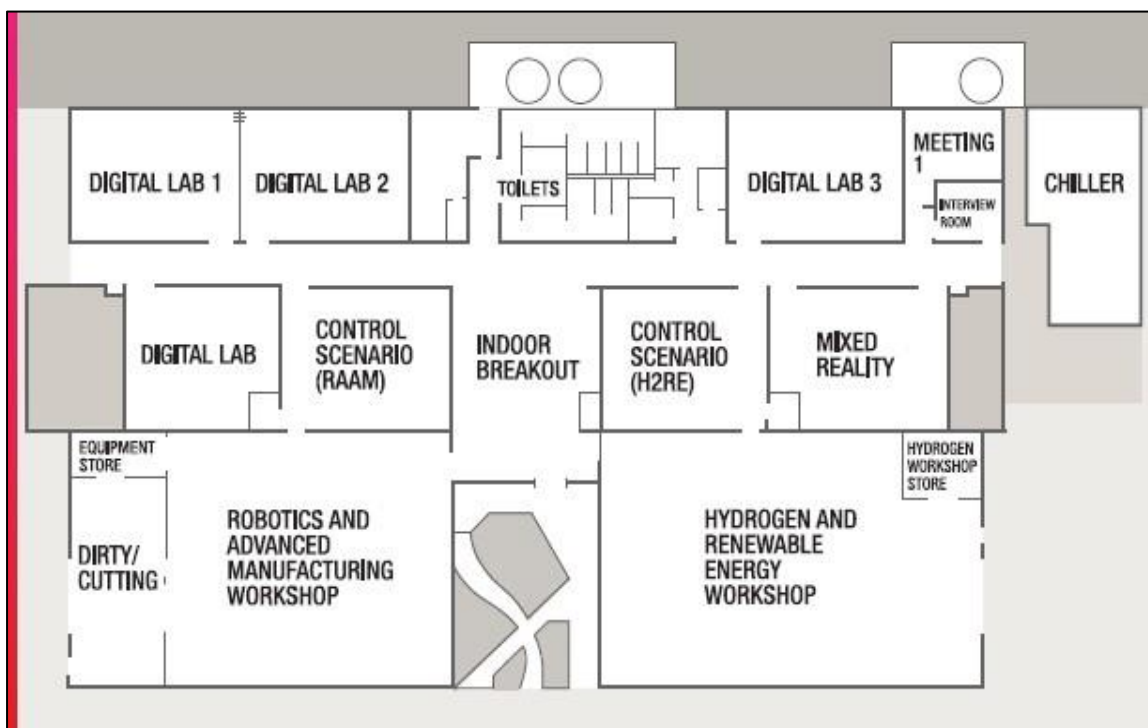 DIGITAL LAB 1
DIGITAL LAB 2
TOILETS
DIGITAL LAB 3
MEETING
1
INTERVIEW
ROOM
CHILLER
DIGITAL LAB
CONTROL
SCENARIO
(RAAM)
INDOOR
BREAKOUT
CONTROL
SCENARIO
(H2RE)
MIXED
REALITY
EQUIPMENT
STORE
HYDROGEN
WORKSHOP
STORE
DIRTY/
CUTTING
ROBOTICS AND
ADVANCED
MANUFACTURING
WORKSHOP
HYDROGEN AND
RENEWABLE
ENERGY
WORKSHOP